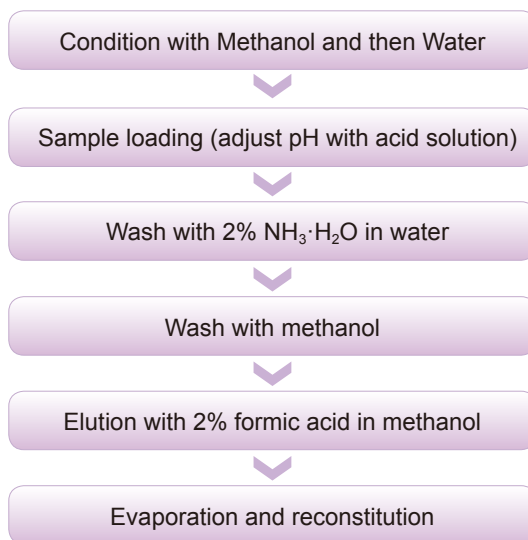 Condition with Methanol and then Water
Sample loading (adjust pH with acid solution)
Wash with 2% NH₃·H₂O in water
Wash with methanol
Elution with 2% formic acid in methanol
Evaporation and reconstitution